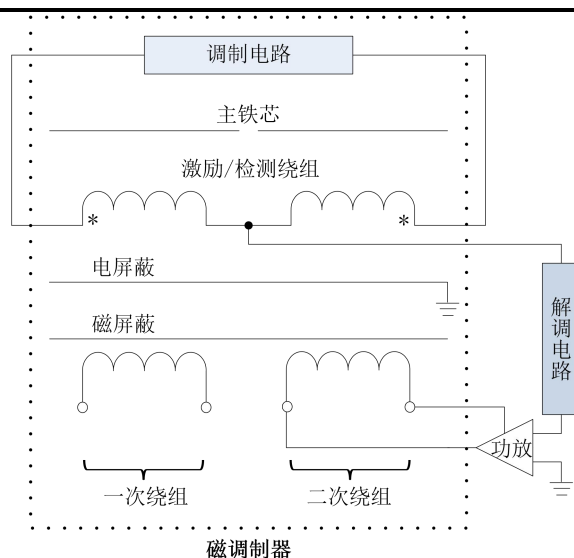 调制电路
主铁芯
激励/检测绕组
*
*
电屏蔽
磁屏蔽
解调电路
功放
一次绕组
二次绕组
磁调制器